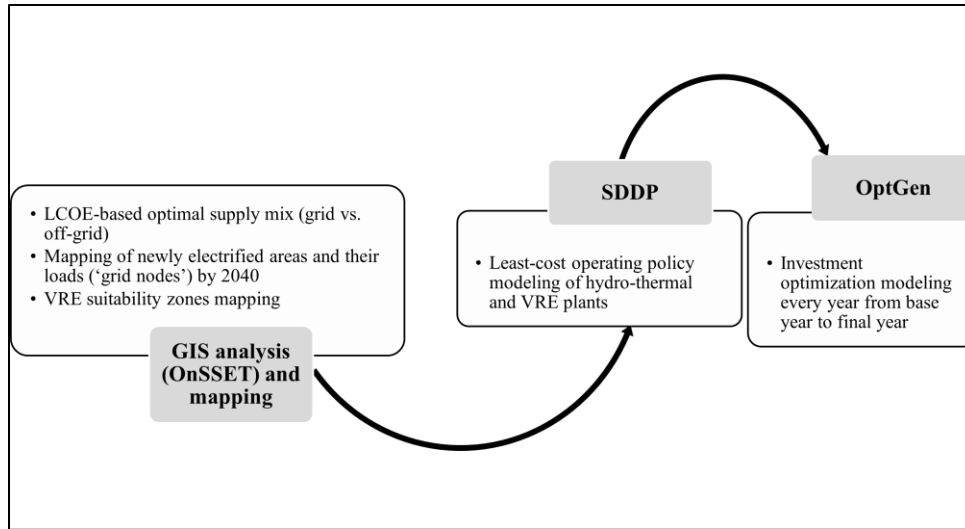 • LCOE-based optimal supply mix (grid vs.
off-grid)
• Mapping of newly electrified areas and their
loads (‘grid nodes’) by 2040
• VRE suitability zones mapping
GIS analysis
(OnSSET) and
mapping
SDDP
• Least-cost operating policy
modeling of hydro-thermal
and VRE plants
OptGen
• Investment
optimization modeling
every year from base
year to final year